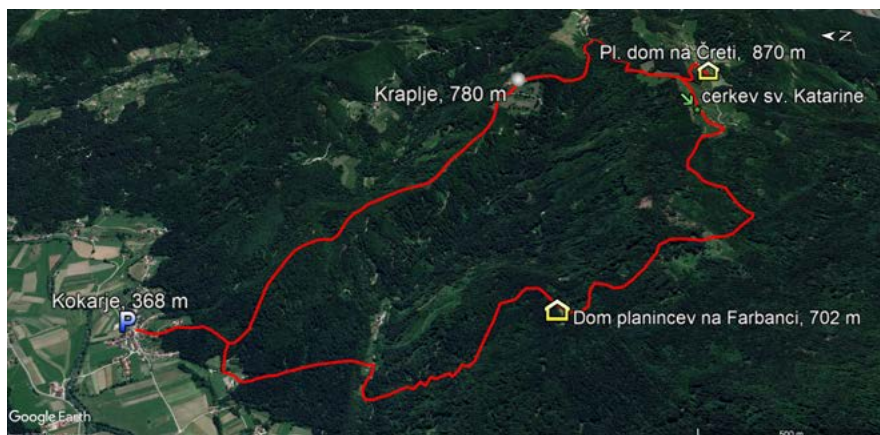 N
Pl. dom na Čreti, 870 m
Kraplje, 780 m
cerkev sv. Katarine
Kokarje, 368 m
P
Dom planincev na Farbanci, 702 m
Google Earth
500 m